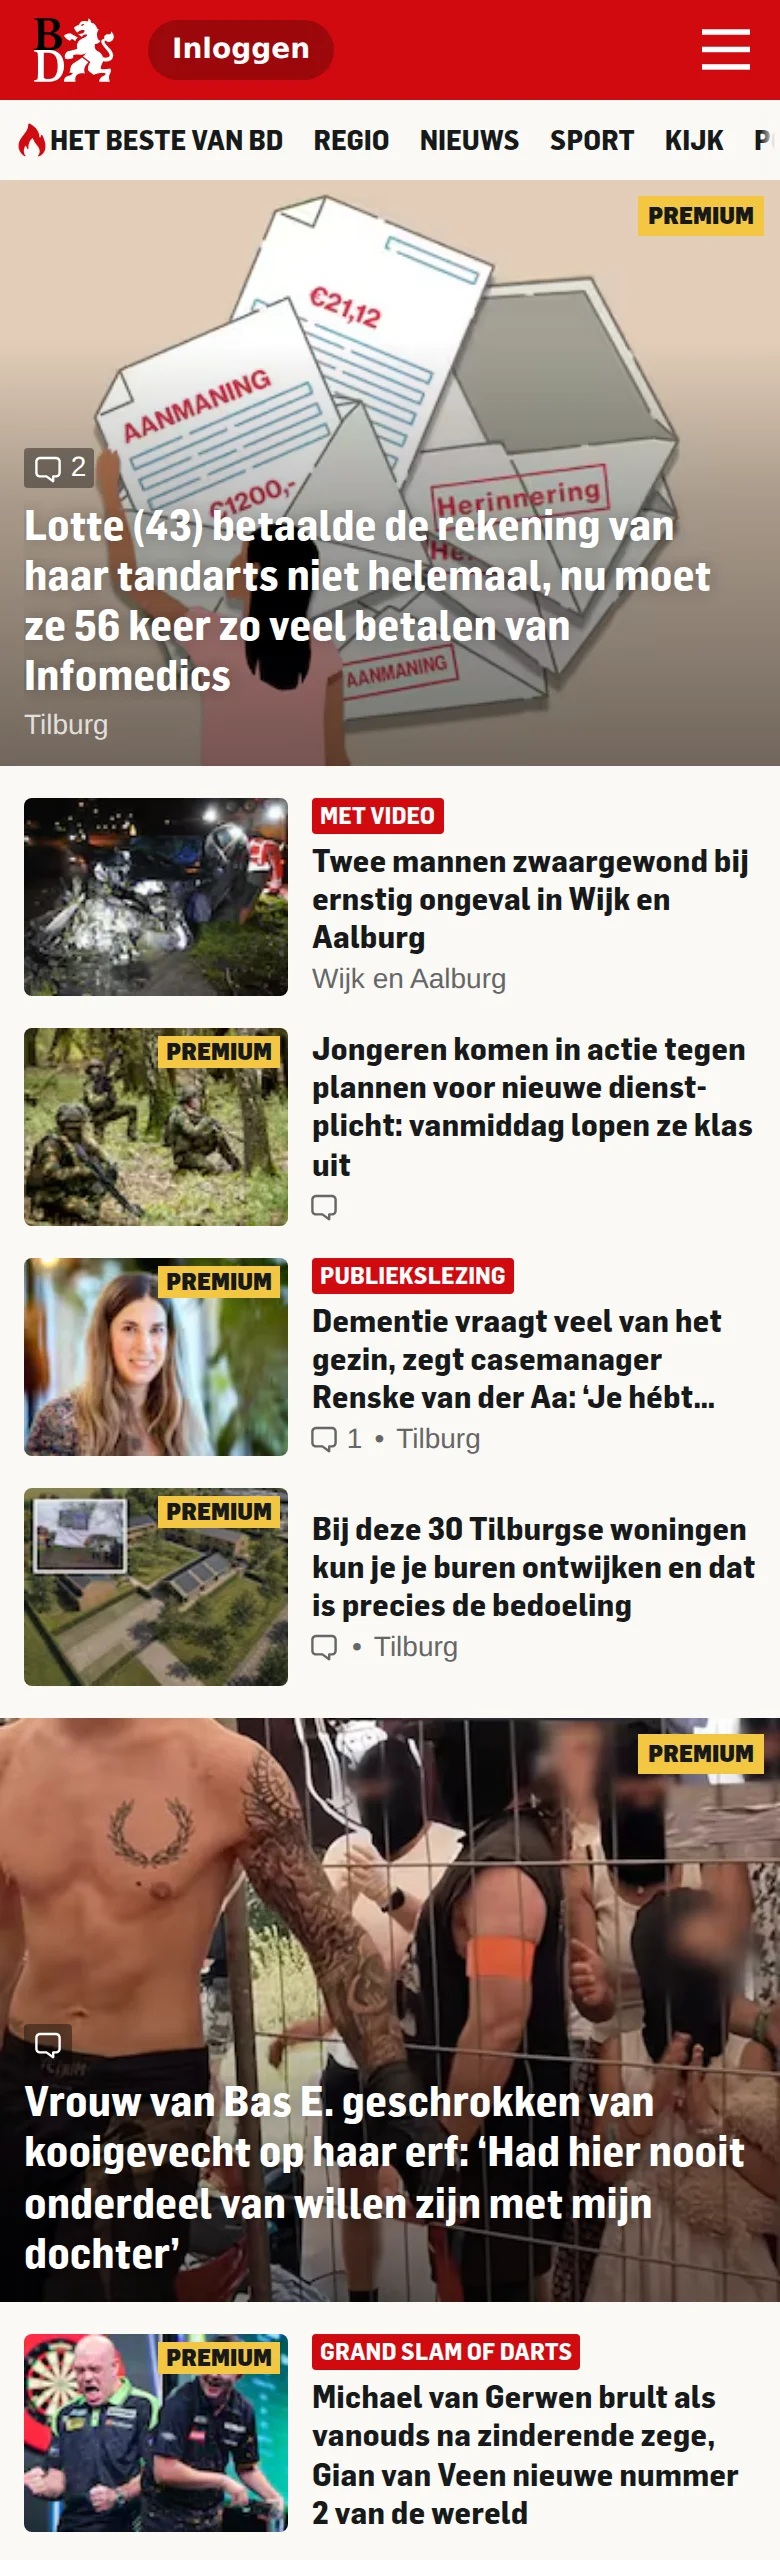 BD
Inloggen
HET BESTE VAN BD REGIO NIEUWS SPORT KIJK
PREMIUM
€21,12
AANMANING
€1200,-
Herinnering
AANMANING
2
Lotte (43) betaalde de rekening van
haar tandarts niet helemaal, nu moet
ze 56 keer zo veel betalen van
Infomedics
Tilburg
MET VIDEO
Twee mannen zwaargewond bij
ernstig ongeval in Wijk en
Aalburg
Wijk en Aalburg
PREMIUM
Jongeren komen in actie tegen
plannen voor nieuwe dienst-
plicht: vanmiddag lopen ze klas
uit
PREMIUM
PUBLIEKSLEZING
Dementie vraagt veel van het
gezin, zegt casemanager
Renske van der Aa: ‘Je hébt...
1 • Tilburg
PREMIUM
Bij deze 30 Tilburgse woningen
kun je je buren ontwijken en dat
is precies de bedoeling
• Tilburg
PREMIUM
Vrouw van Bas E. geschrokken van
kooigevecht op haar erf: ‘Had hier nooit
onderdeel van willen zijn met mijn
dochter’
PREMIUM
GRAND SLAM OF DARTS
Michael van Gerwen brult als
vanouds na zinderende zege,
Gian van Veen nieuwe nummer
2 van de wereld